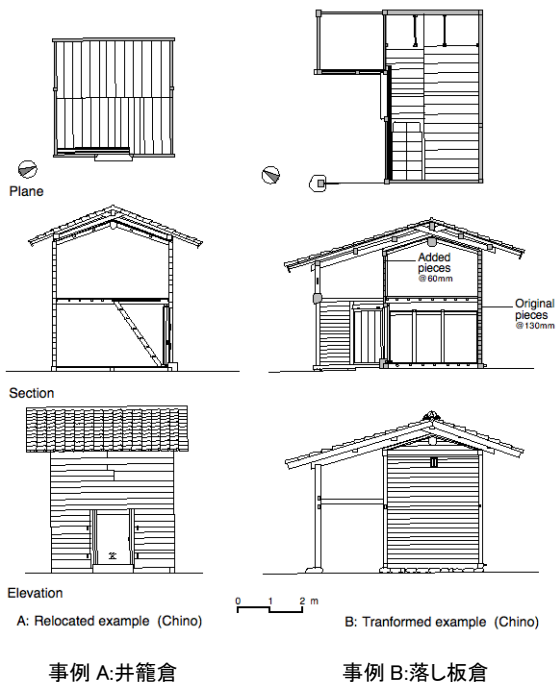 Plane
Added
pieces
@60mm
Original
pieces
@130mm
Section
Elevation
0 1 2 m
A: Relocated example (Chino)
B: Tranformed example (Chino)
事例 A:井籠倉
事例 B:落し板倉